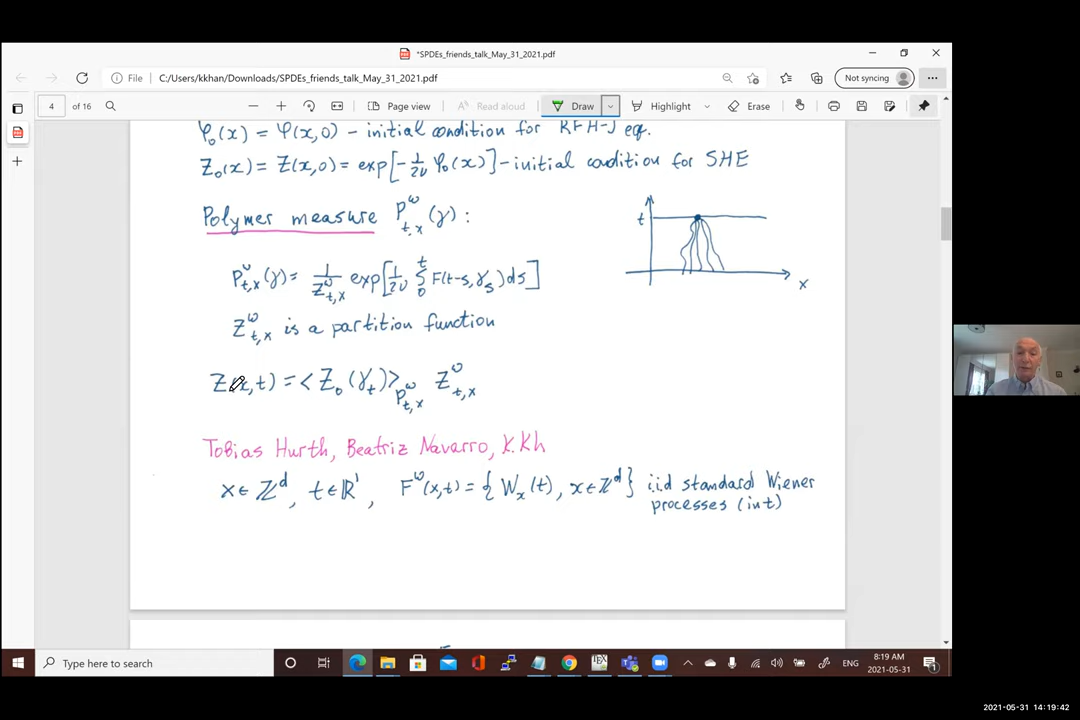 *SPDEs_friends_talk_May_31_2021.pdf
File C:/Users/kkhan/Downloads/SPDEs_friends_talk_May_31_2021.pdf Not syncing
4 of 16 Page view Read aloud Draw Highlight Erase
φ₀(x) = φ(x,0) – initial condition for RFH-J eq.
Z₀(x) = Z(x,0) = exp[-1/2ν φ₀(x)] – initial condition for SHE
Polymer measure P^ω_{t,x}(γ):
t
x
P^ω_{t,x}(γ) = 1/Z^ω_{t,x} exp[1/2ν ∫₀^t F(t-s, γ_s)ds]
Z^ω_{t,x} is a partition function
Z(x,t) = <Z₀(γ_t)>_{P^ω_{t,x}} Z^ω_{t,x}
Tobias Hurth, Beatriz Navarro, K.Kh
x∈ℤ^d, t∈ℝ¹, F^ω(x,t) = {W_x(t), x∈ℤ^d} i.i.d standard Wiener
processes (in t)
Type here to search
ENG
8:19 AM
2021-05-31
2021-05-31 14:19:42